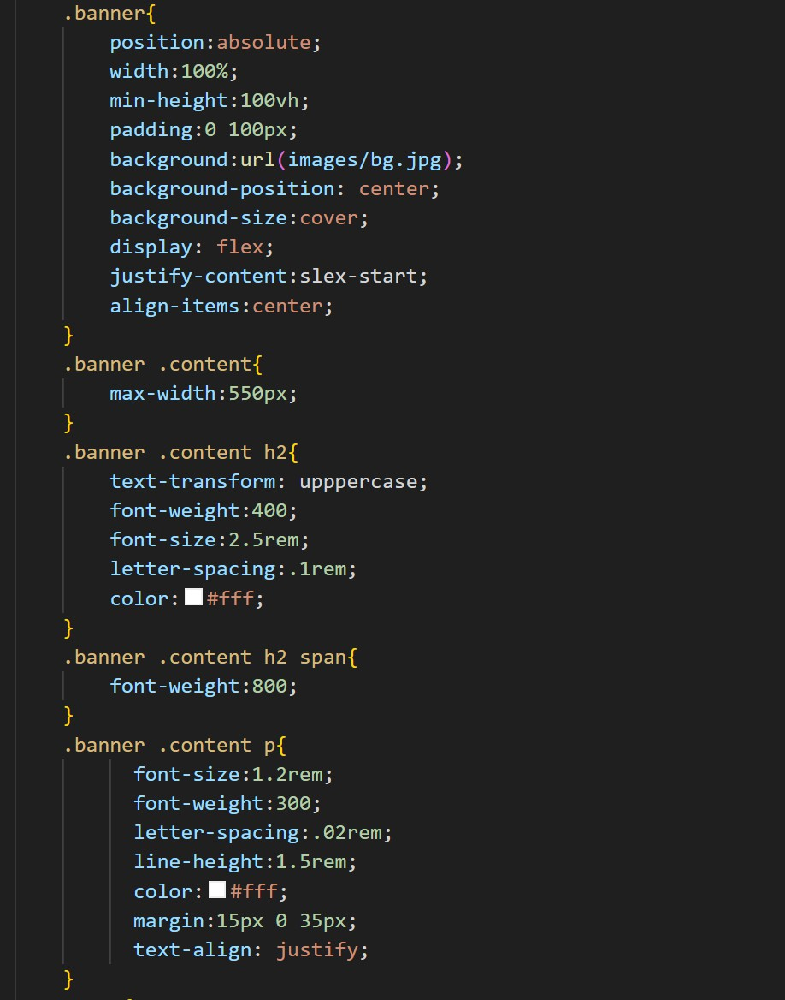 .banner{
position:absolute;
width:100%;
min-height:100vh;
padding:0 100px;
background:url(images/bg.jpg);
background-position: center;
background-size:cover;
display: flex;
justify-content:slex-start;
align-items:center;
}
.banner .content{
max-width:550px;
}
.banner .content h2{
text-transform: upppercase;
font-weight:400;
font-size:2.5rem;
letter-spacing:.1rem;
color:#fff;
}
.banner .content h2 span{
font-weight:800;
}
.banner .content p{
font-size:1.2rem;
font-weight:300;
letter-spacing:.02rem;
line-height:1.5rem;
color:#fff;
margin:15px 0 35px;
text-align: justify;
}